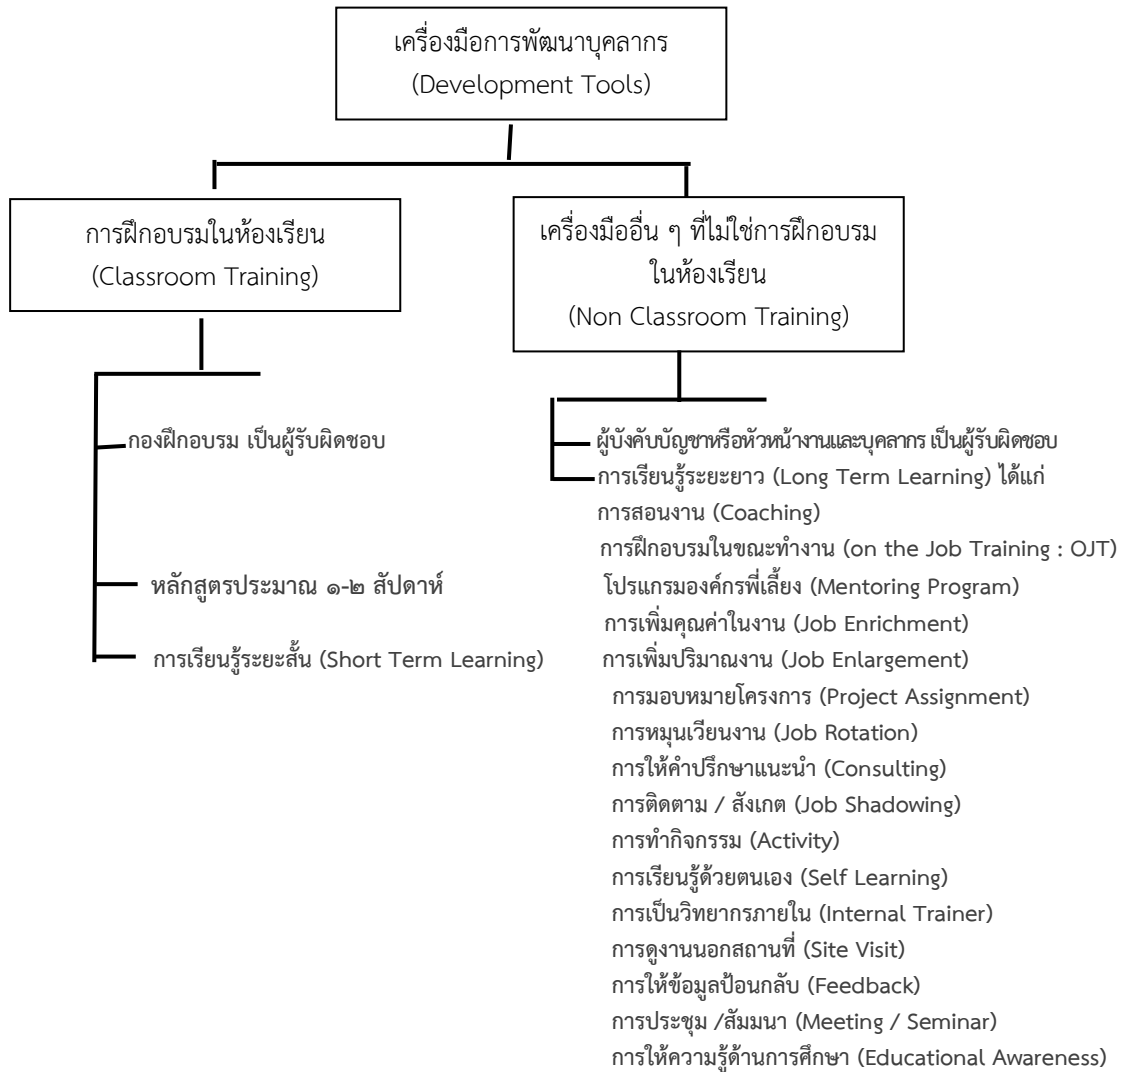 เครื่องมือการพัฒนาบุคลากร
(Development Tools)
การฝึกอบรมในห้องเรียน
(Classroom Training)
กองฝึกอบรม เป็นผู้รับผิดชอบ
หลักสูตรประมาณ ๑-๒ สัปดาห์
การเรียนรู้ระยะสั้น (Short Term Learning)
เครื่องมืออื่น ๆ ที่ไม่ใช่การฝึกอบรม
ในห้องเรียน
(Non Classroom Training)
ผู้บังคับบัญชาหรือหัวหน้างานและบุคลากร เป็นผู้รับผิดชอบ
การเรียนรู้ระยะยาว (Long Term Learning) ได้แก่
การสอนงาน (Coaching)
การฝึกอบรมในขณะทำงาน (on the Job Training : OJT)
โปรแกรมองค์กรพี่เลี้ยง (Mentoring Program)
การเพิ่มคุณค่าในงาน (Job Enrichment)
การเพิ่มปริมาณงาน (Job Enlargement)
การมอบหมายโครงการ (Project Assignment)
การหมุนเวียนงาน (Job Rotation)
การให้คำปรึกษาแนะนำ (Consulting)
การติดตาม / สังเกต (Job Shadowing)
การทำกิจกรรม (Activity)
การเรียนรู้ด้วยตนเอง (Self Learning)
การเป็นวิทยากรภายใน (Internal Trainer)
การดูงานนอกสถานที่ (Site Visit)
การให้ข้อมูลป้อนกลับ (Feedback)
การประชุม /สัมมนา (Meeting / Seminar)
การให้ความรู้ด้านการศึกษา (Educational Awareness)